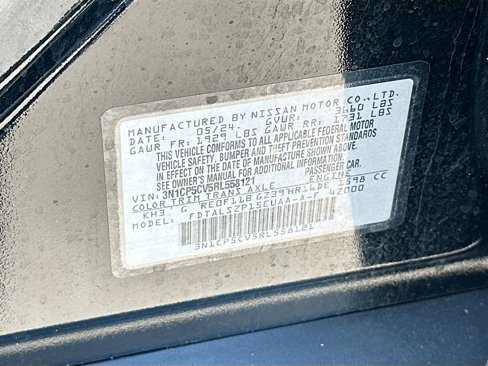 MANUFACTURED BY NISSAN MOTOR CO., LTD.
DATE: 05/24, GVWR: 3660 LBS
GAWR FR: 1929 LBS GAWR RR: 1731 LBS
THIS VEHICLE CONFORMS TO ALL APPLICABLE FEDERAL MOTOR
VEHICLE SAFETY, BUMPER AND THEFT PREVENTION STANDARDS
IN EFFECT ON THE DATE OF MANUFACTURE SHOWN ABOVE.
SEE OWNER'S MANUAL FOR ADDITIONAL INFORMATION.
VIN: 3N1CP5CV5RL558121 PASSENGER CAR.
COLOR TRIM TRANS AXLE ENGINE
KH3 G RE0F11B GZ39 HR16DE 1598 CC
MODEL: FDTALSZP15EUAA-A-F 42000
3N1CP5CV5RL558121